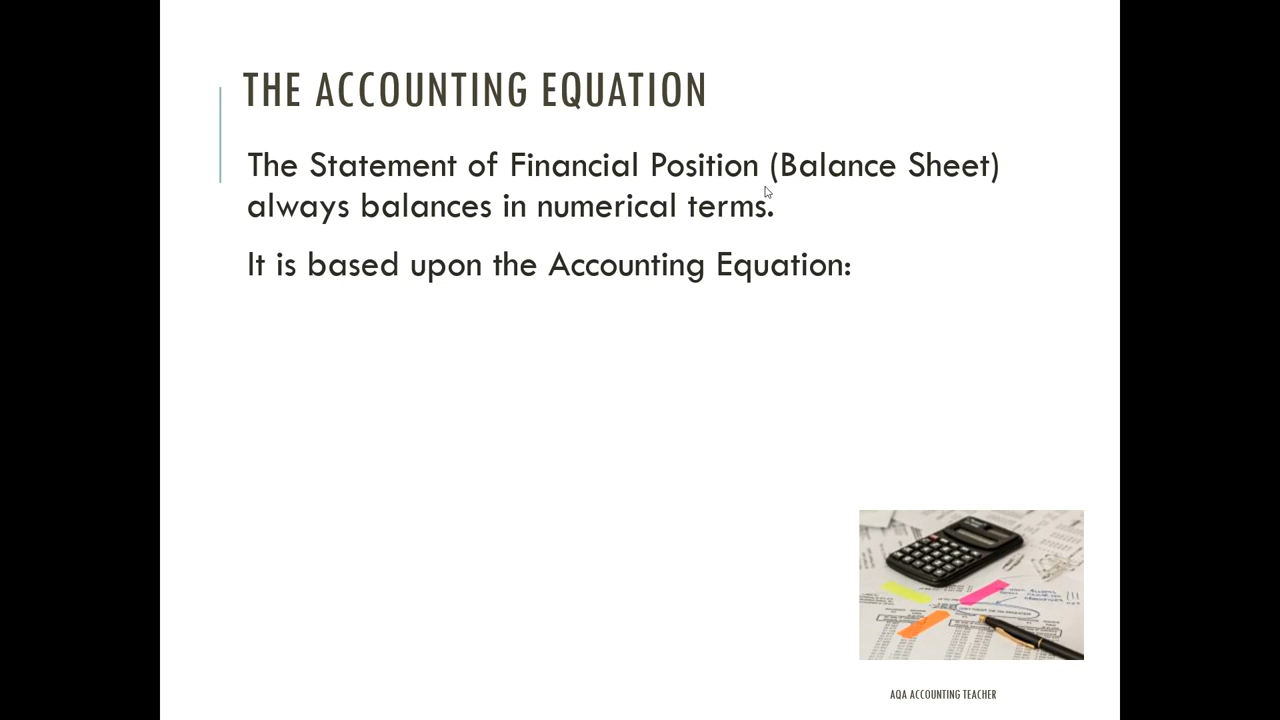 THE ACCOUNTING EQUATION
The Statement of Financial Position (Balance Sheet)
always balances in numerical terms.
It is based upon the Accounting Equation:
AQA ACCOUNTING TEACHER